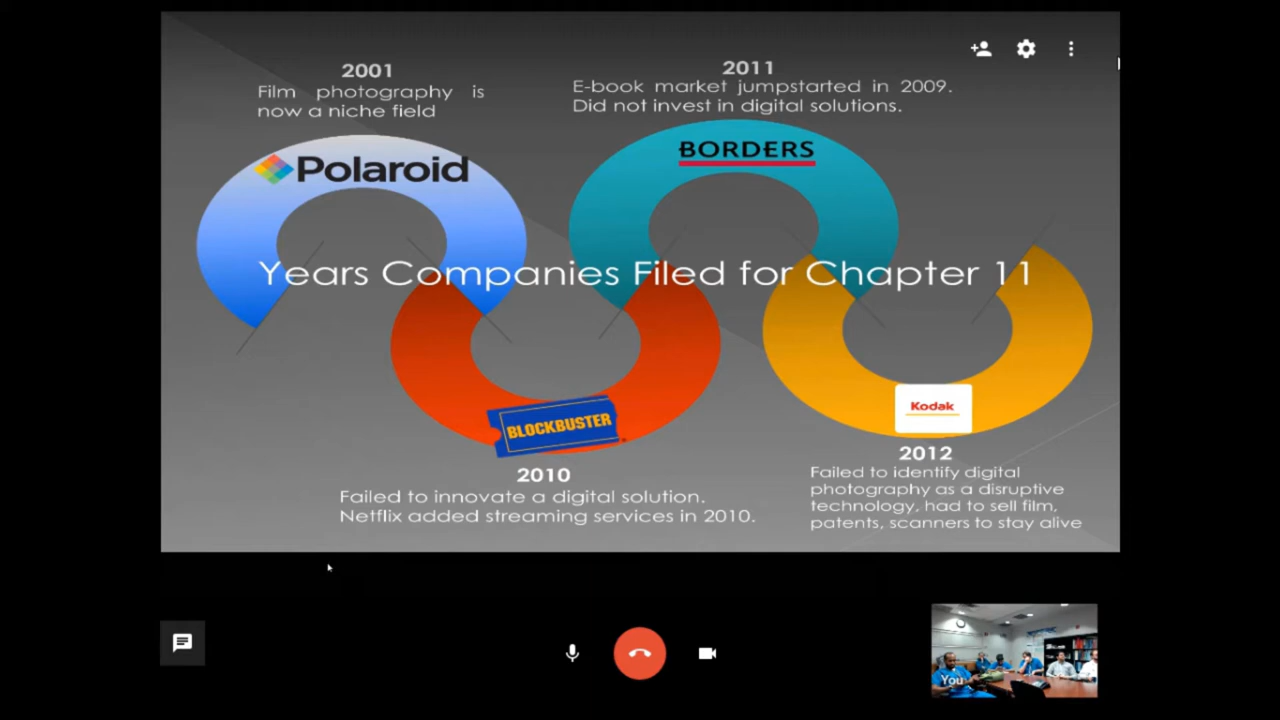 2001
Film photography is
now a niche field
2011
E-book market jumpstarted in 2009.
Did not invest in digital solutions.
Polaroid
BORDERS
Years Companies Filed for Chapter 11
BLOCKBUSTER
Kodak
2010
Failed to innovate a digital solution.
Netflix added streaming services in 2010.
2012
Failed to identify digital
photography as a disruptive
technology, had to sell film,
patents, scanners to stay alive
You